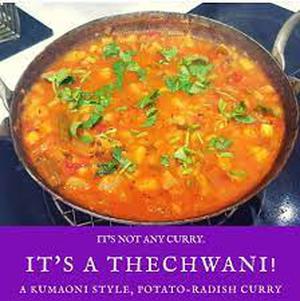 IT'S NOT ANY CURRY.
IT'S A THECHWANI!
A KUMAONI STYLE, POTATO-RADISH CURRY